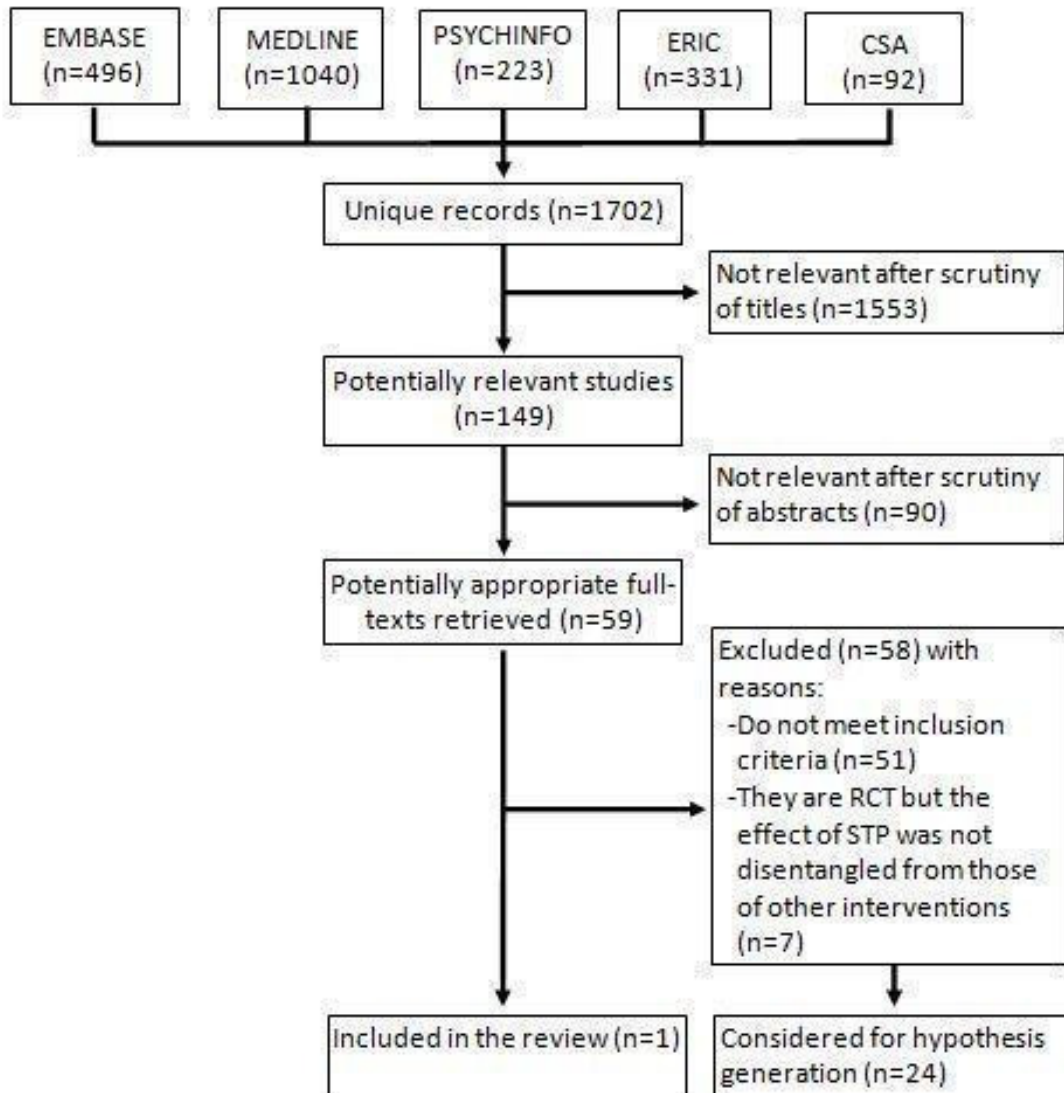 EMBASE
(n=496)
MEDLINE
(n=1040)
PSYCHINFO
(n=223)
ERIC
(n=331)
CSA
(n=92)
Unique records (n=1702)
Not relevant after scrutiny
of titles (n=1553)
Potentially relevant studies
(n=149)
Not relevant after scrutiny
of abstracts (n=90)
Potentially appropriate full-
texts retrieved (n=59)
Excluded (n=58) with
reasons:
-Do not meet inclusion
criteria (n=51)
-They are RCT but the
effect of STP was not
disentangled from those
of other interventions
(n=7)
Included in the review (n=1)
Considered for hypothesis
generation (n=24)